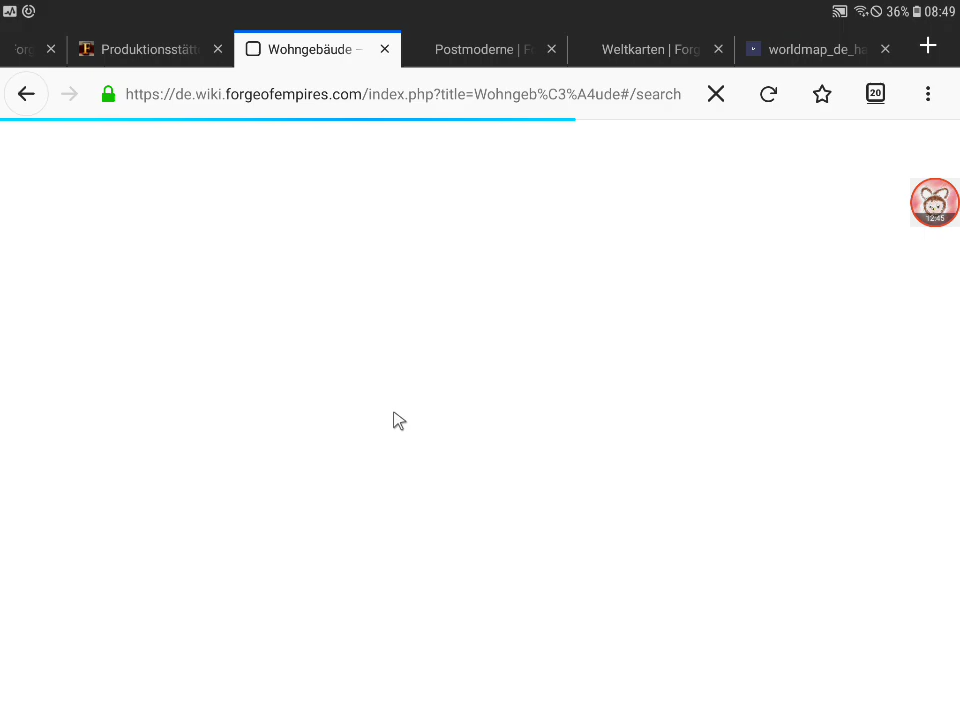 36% 08:49
Forg
Produktionsstätt
Wohngebäude –
Postmoderne | F
Weltkarten | Forg
worldmap_de_ha
https://de.wiki.forgeofempires.com/index.php?title=Wohngeb%C3%A4ude#/search
20
12:45